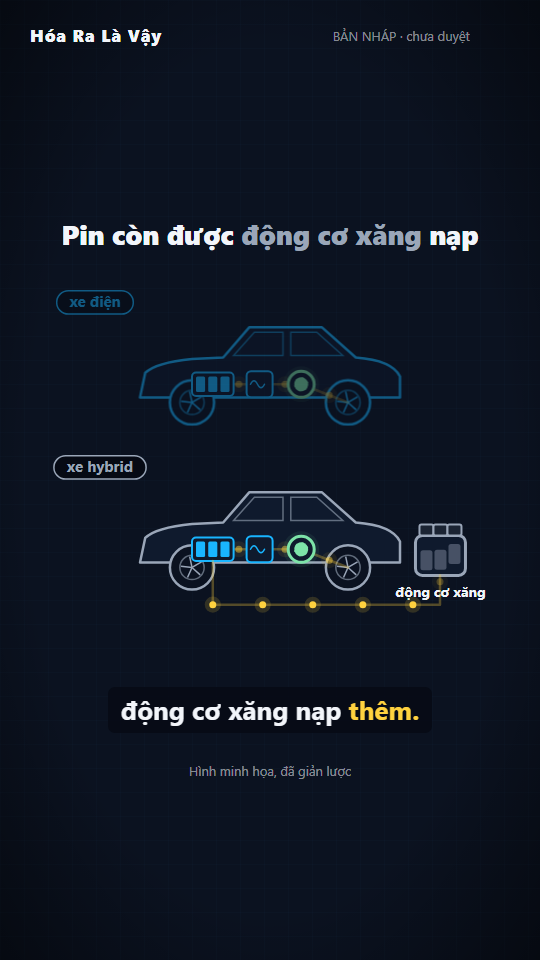 Hóa Ra Là Vậy
BẢN NHÁP · chưa duyệt
Pin còn được động cơ xăng nạp
xe điện
xe hybrid
động cơ xăng
động cơ xăng nạp thêm.
Hình minh họa, đã giản lược